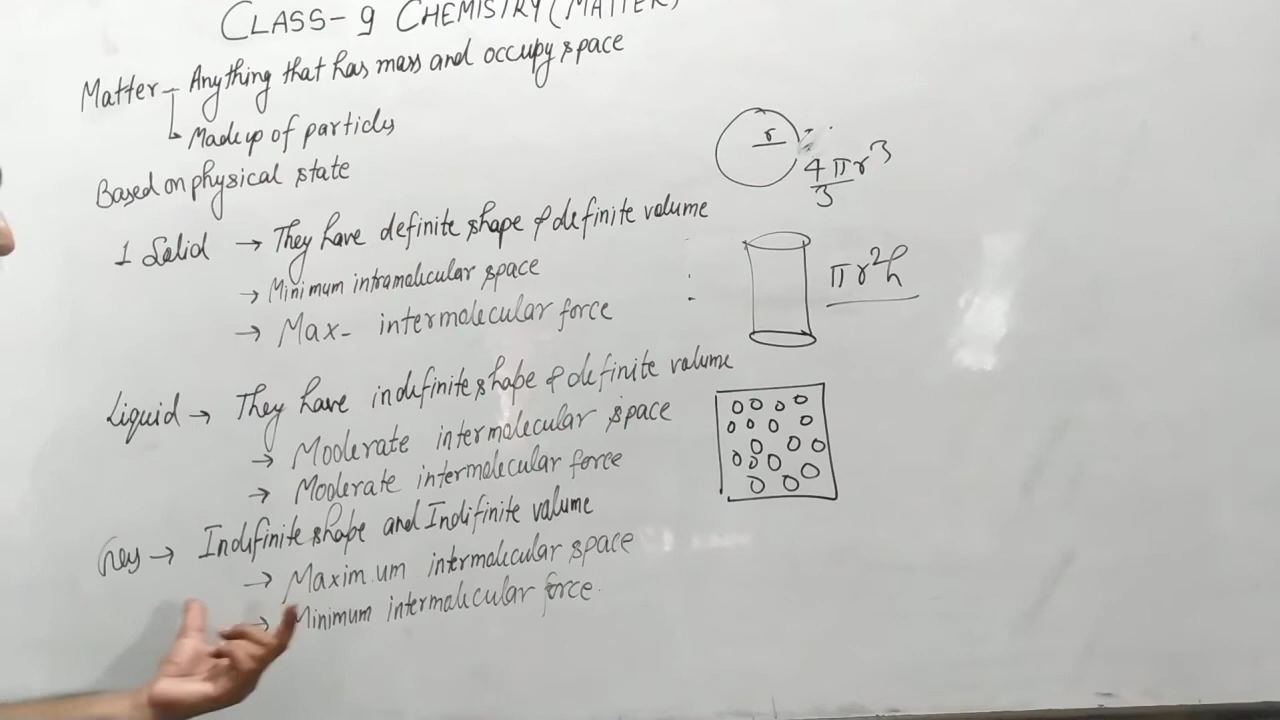 CLASS-9 CHEMISTRY (MATTER)
Matter - Anything that has mass and occupy space
Made up of particles
Based on physical state
1 Solid → They have definite shape & definite volume
→ Minimum intramolecular space
→ Max- intermolecular force
Liquid → They have indefinite shape & definite volume
→ Moderate intermolecular space
→ Moderate intermolecular force
Gas → Indifinite shape and Indifinite volume
→ Maximum intermolecular space
→ Minimum intermolecular force
r
4πr³
3
πr²h